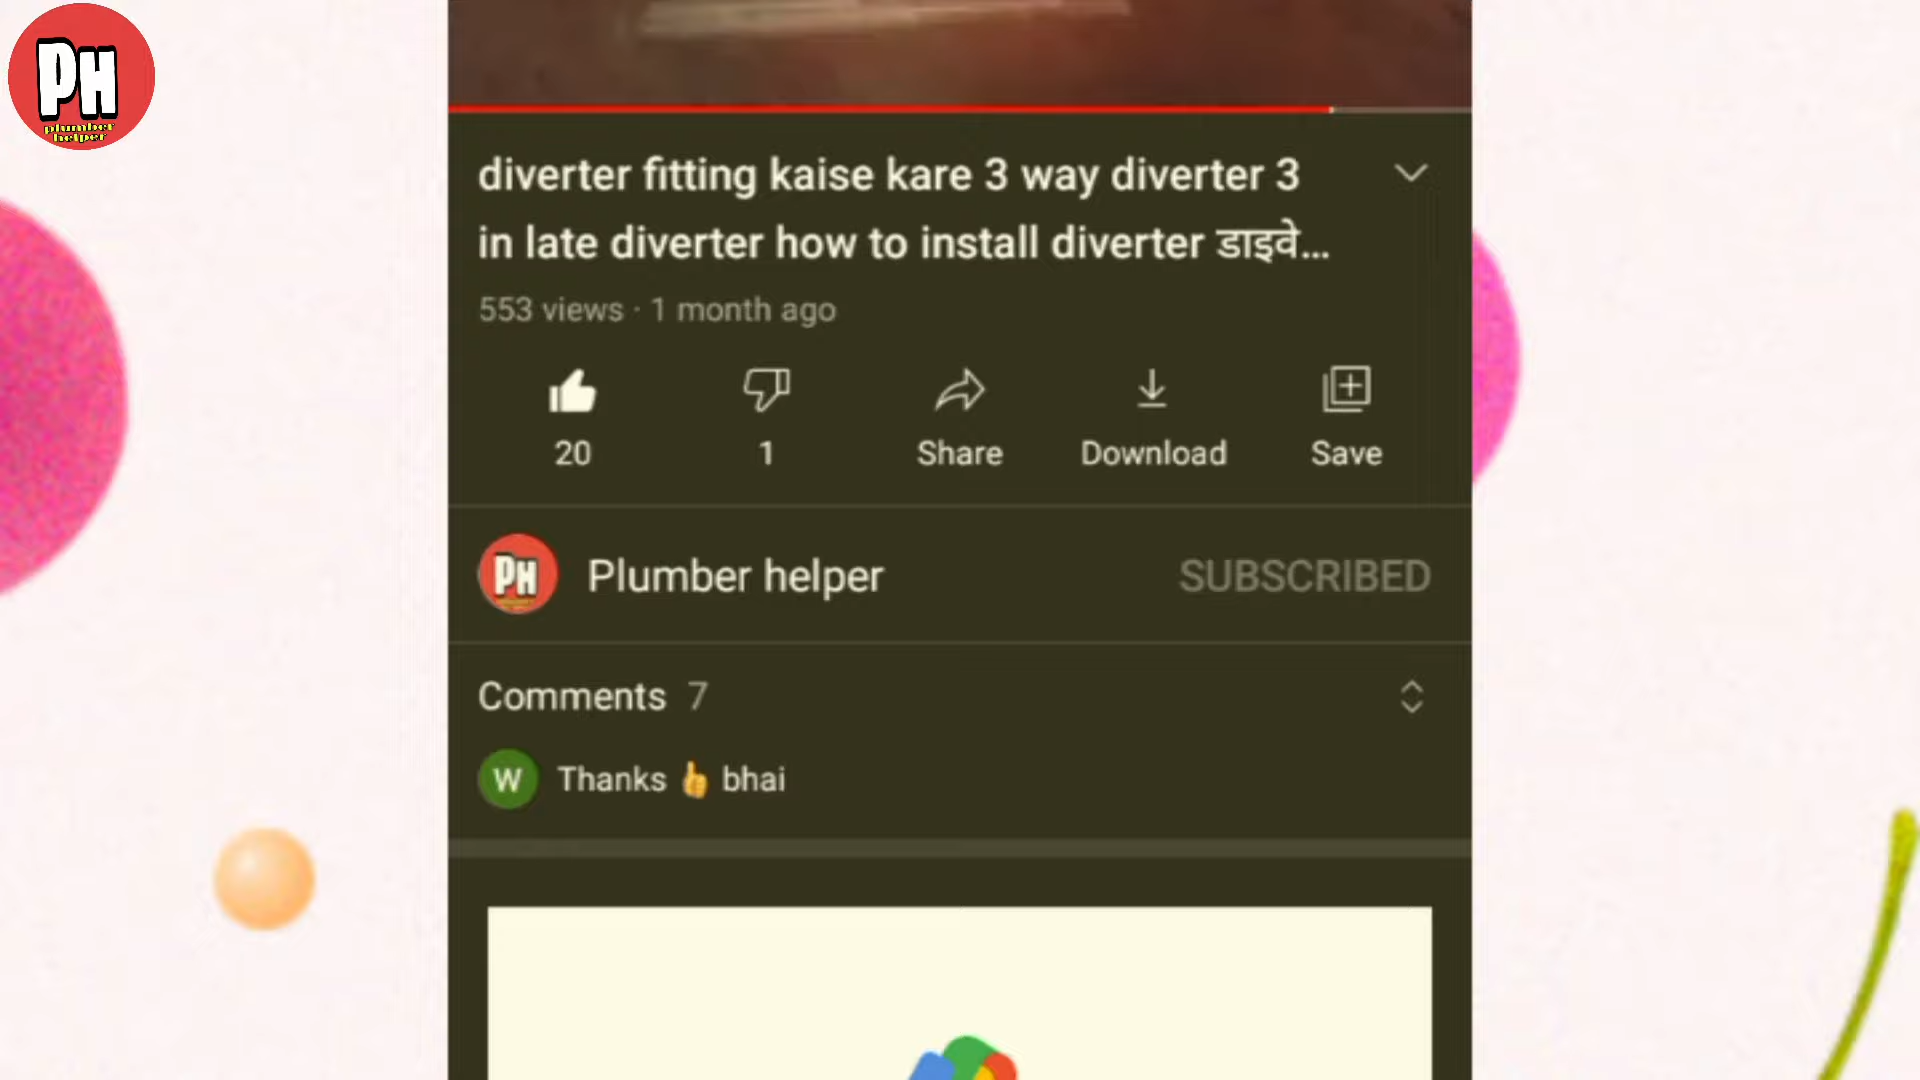 PH
plumber
helper
diverter fitting kaise kare 3 way diverter 3
in late diverter how to install diverter डाइवे...
553 views · 1 month ago
20
1
Share
Download
Save
PH
Plumber helper
SUBSCRIBED
Comments 7
W
Thanks 👍 bhai